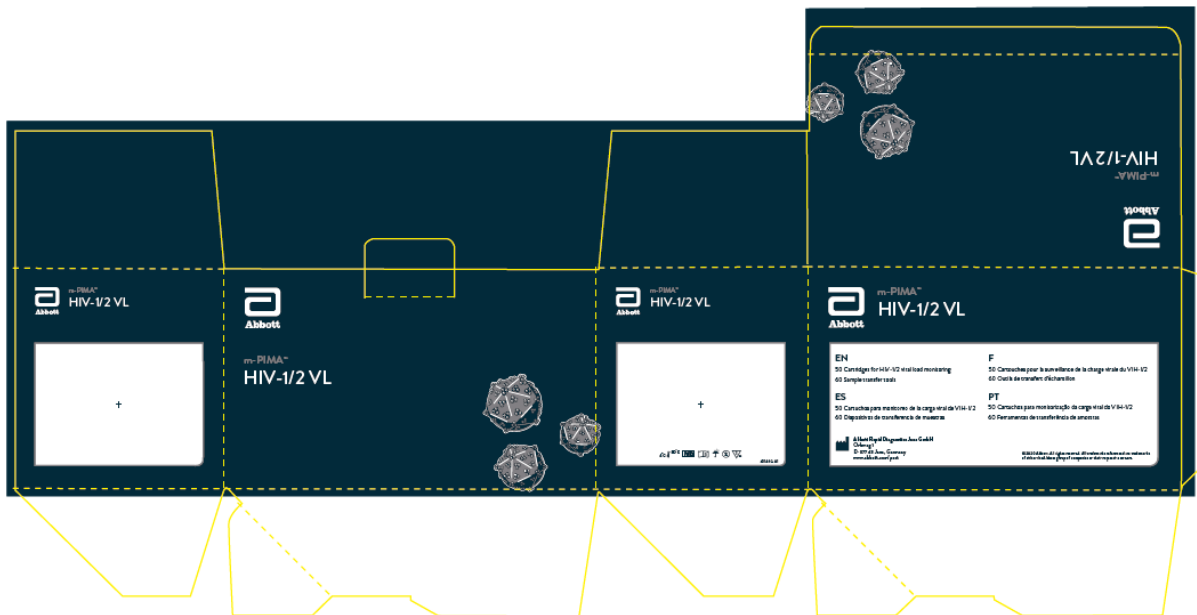 m-PIMA™
HIV-1/2 VL
Abbott
m-PIMA™
HIV-1/2 VL
Abbott
Abbott
m-PIMA™
HIV-1/2 VL
m-PIMA™
HIV-1/2 VL
Abbott
m-PIMA™
HIV-1/2 VL
Abbott
EN
50 Cartridges for HIV-1/2 viral load monitoring
60 Sample transfer tools
F
50 Cartouches pour la surveillance de la charge virale du VIH-1/2
60 Outils de transfert d'échantillon
ES
50 Cartuchos para monitoreo de la carga viral de VIH-1/2
60 Dispositivos de transferencia de muestras
PT
50 Cartuchos para monitorização da carga viral do VIH-1/2
60 Ferramentas de transferência de amostras
Abbott Rapid Diagnostics Jena GmbH
Jena, Germany